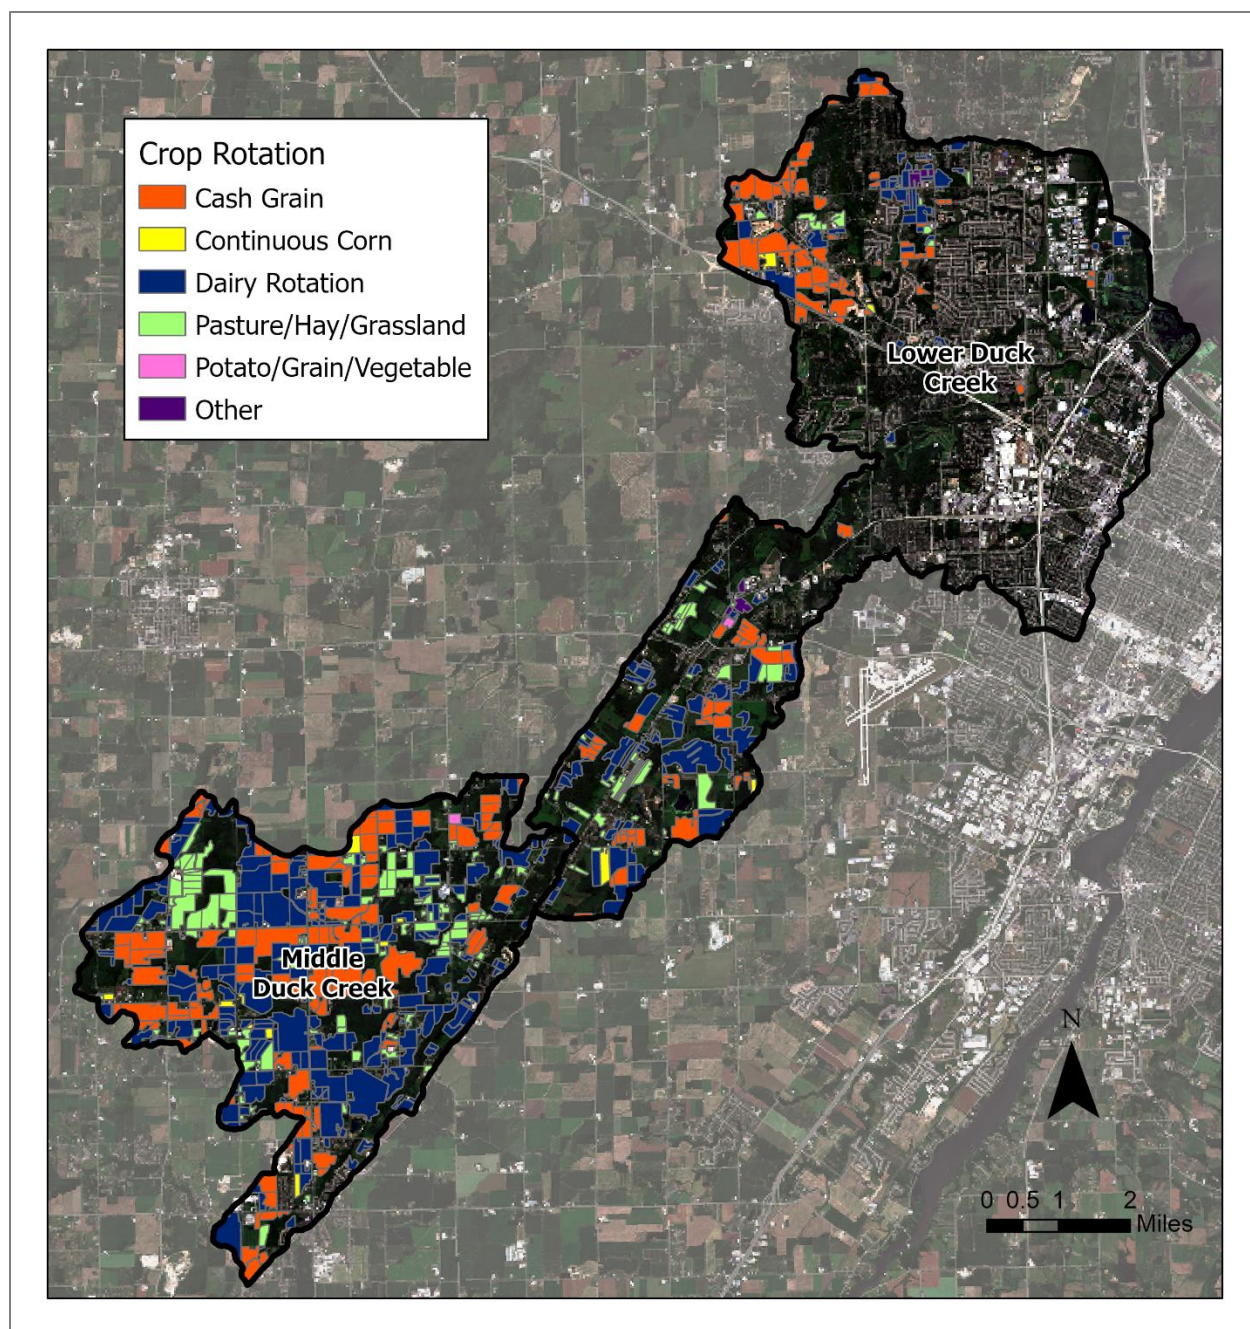 Crop Rotation
Cash Grain
Continuous Corn
Dairy Rotation
Pasture/Hay/Grassland
Potato/Grain/Vegetable
Other
Lower Duck
Creek
Middle
Duck Creek
N
0 0.5 1 2
Miles